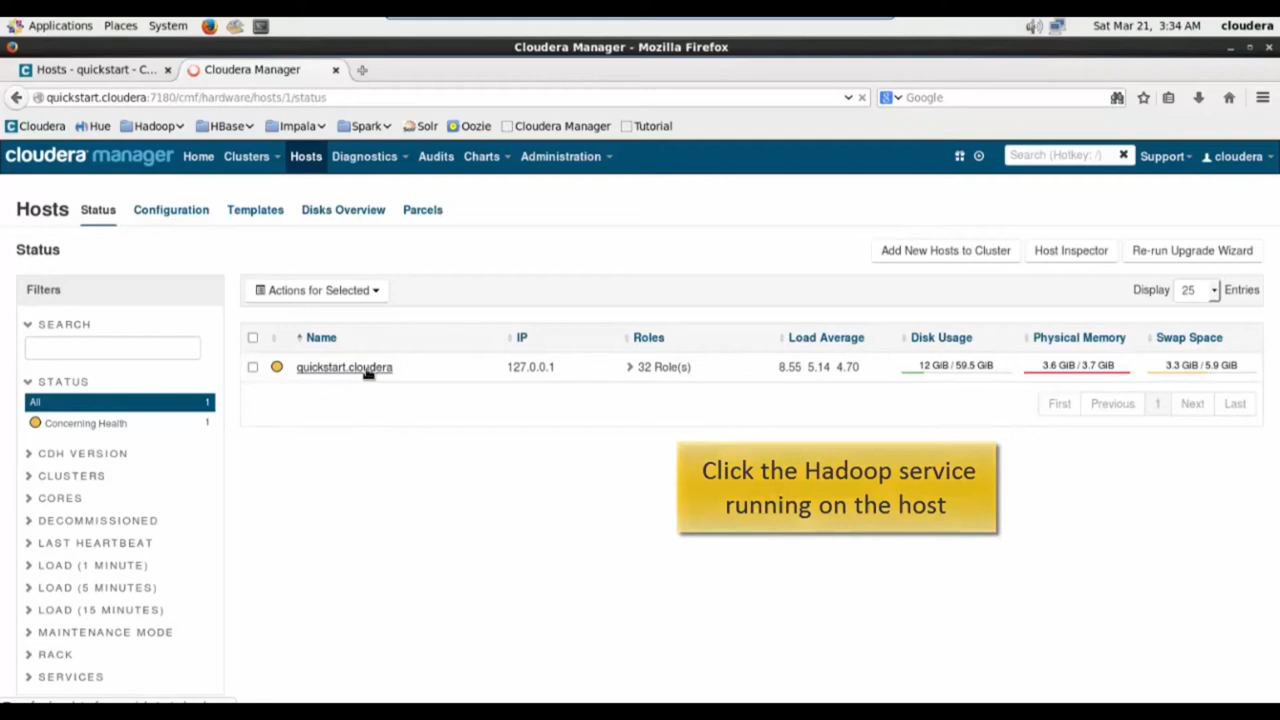 Applications Places System Sat Mar 21, 3:34 AM cloudera
Cloudera Manager - Mozilla Firefox
Hosts - quickstart - C... Cloudera Manager
quickstart.cloudera:7180/cmf/hardware/hosts/1/status Google
Cloudera Hue Hadoop HBase Impala Spark Solr Oozie Cloudera Manager Tutorial
cloudera manager Home Clusters Hosts Diagnostics Audits Charts Administration Search (Hotkey: /) Support cloudera
Hosts Status Configuration Templates Disks Overview Parcels
Status Add New Hosts to Cluster Host Inspector Re-run Upgrade Wizard
Filters Actions for Selected Display 25 Entries
SEARCH
Name IP Roles Load Average Disk Usage Physical Memory Swap Space
quickstart.cloudera 127.0.0.1 32 Role(s) 8.55 5.14 4.70 12 GiB / 59.5 GiB 3.6 GiB / 3.7 GiB 3.3 GiB / 5.9 GiB
STATUS
All 1
First Previous 1 Next Last
Concerning Health 1
CDH VERSION
CLUSTERS
CORES
DECOMMISSIONED
LAST HEARTBEAT
LOAD (1 MINUTE)
LOAD (5 MINUTES)
LOAD (15 MINUTES)
MAINTENANCE MODE
RACK
SERVICES
Click the Hadoop service
running on the host